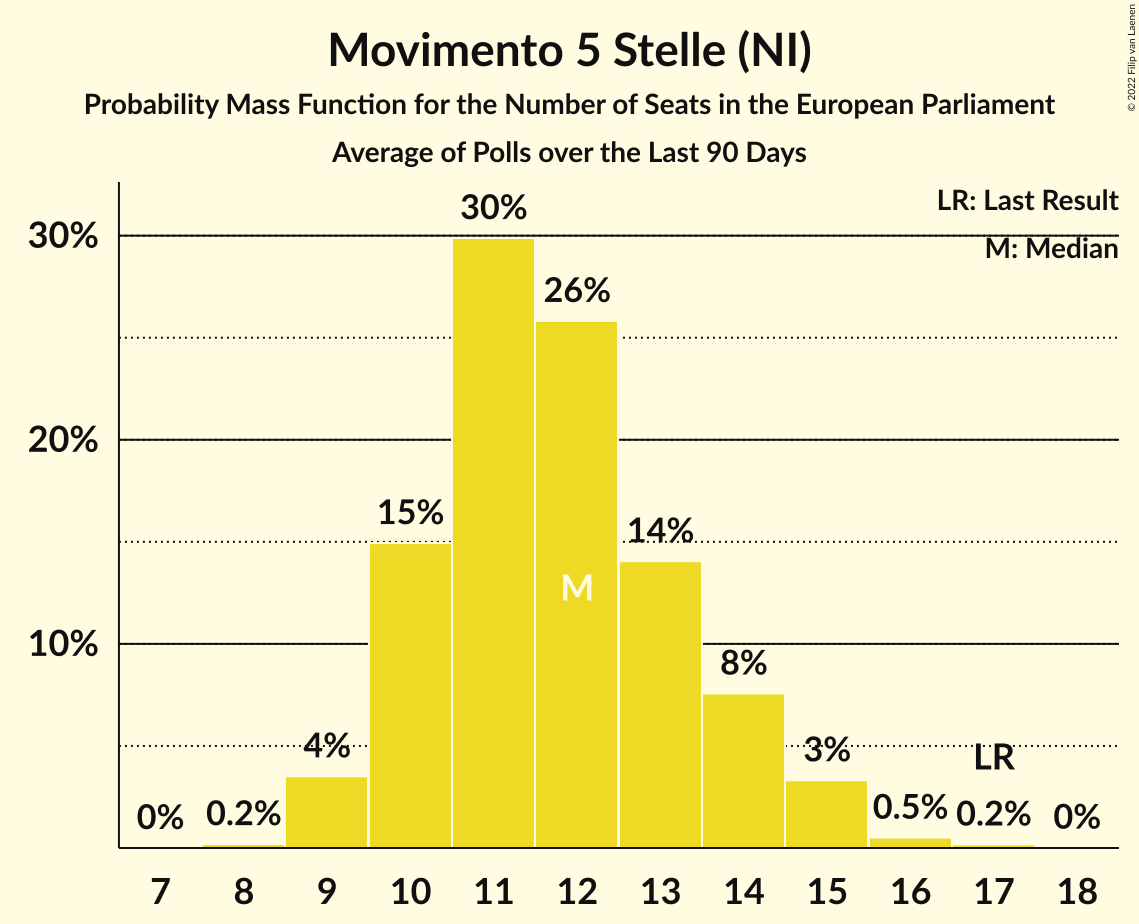 Movimento 5 Stelle (NI)
Probability Mass Function for the Number of Seats in the European Parliament
Average of Polls over the Last 90 Days
© 2022 Filip van Laenen
LR: Last Result
M: Median
30%
20%
10%
0%
0.2%
4%
15%
30%
26%
14%
8%
3%
0.5%
0.2%
0%
M
LR
7 8 9 10 11 12 13 14 15 16 17 18